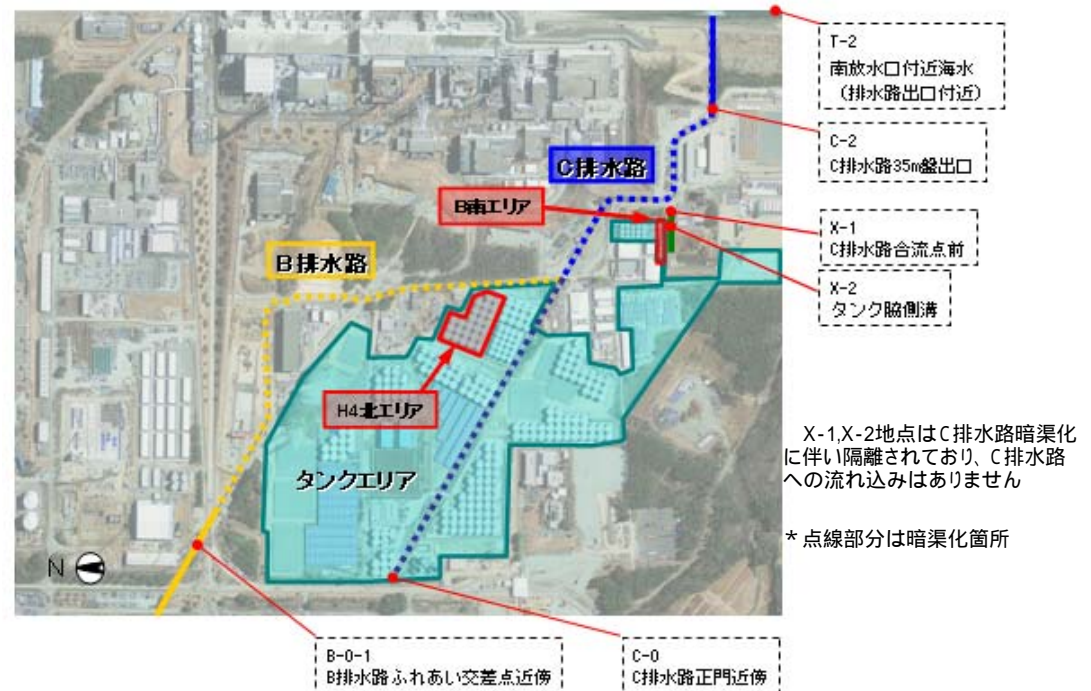 T-2
南放水口付近海水
（排水路出口付近）
C-2
C排水路35m盤出口
C排水路
B南エリア
X-1
C排水路合流点前
B排水路
X-2
タンク脇側溝
H4北エリア
X-1,X-2地点はC排水路暗渠化
に伴い隔離されており、C排水路
への流れ込みはありません
タンクエリア
*点線部分は暗渠化箇所
N
B-0-1
B排水路ふれあい交差点近傍
C-0
C排水路正門近傍